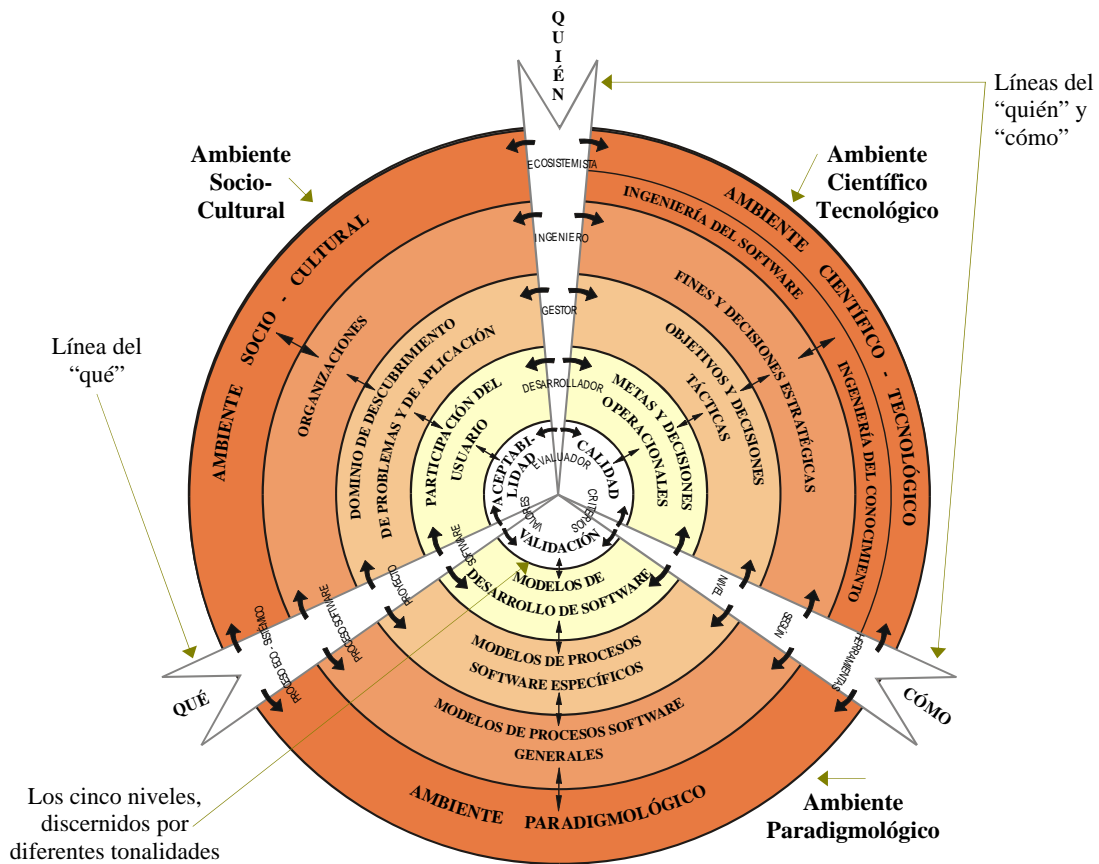 QUIÉN
Líneas del
“quién” y
“cómo”
Ambiente
Socio-
Cultural
Ambiente
Científico
Tecnológico
Línea del
“qué”
ECOSISTEMISTA
INGENIERO
GESTOR
DESARROLLADOR
EVALUADOR
AMBIENTE SOCIO - CULTURAL
ORGANIZACIONES
DOMINIO DE DESCUBRIMIENTO
DE PROBLEMAS Y DE APLICACIÓN
PARTICIPACIÓN DEL
USUARIO
ACEPTABI-
LIDAD
AMBIENTE CIENTÍFICO - TECNOLÓGICO
INGENIERÍA DEL SOFTWARE
INGENIERÍA DEL CONOCIMIENTO
FINES Y DECISIONES ESTRATÉGICAS
OBJETIVOS Y DECISIONES
TÁCTICAS
METAS Y DECISIONES
OPERACIONALES
CALIDAD
VALORES
CRITERIOS
VALIDACIÓN
SOFTWARE
PROYECTO
PROCESO SOFTWARE
PROCESO ECO - SISTÉMICO
NIVEL
SEGÚN
HERRAMIENTAS
MODELOS DE
DESARROLLO DE SOFTWARE
MODELOS DE PROCESOS
SOFTWARE ESPECÍFICOS
MODELOS DE PROCESOS SOFTWARE
GENERALES
AMBIENTE PARADIGMOLÓGICO
QUÉ
CÓMO
Los cinco niveles,
discernidos por
diferentes tonalidades
Ambiente
Paradigmológico